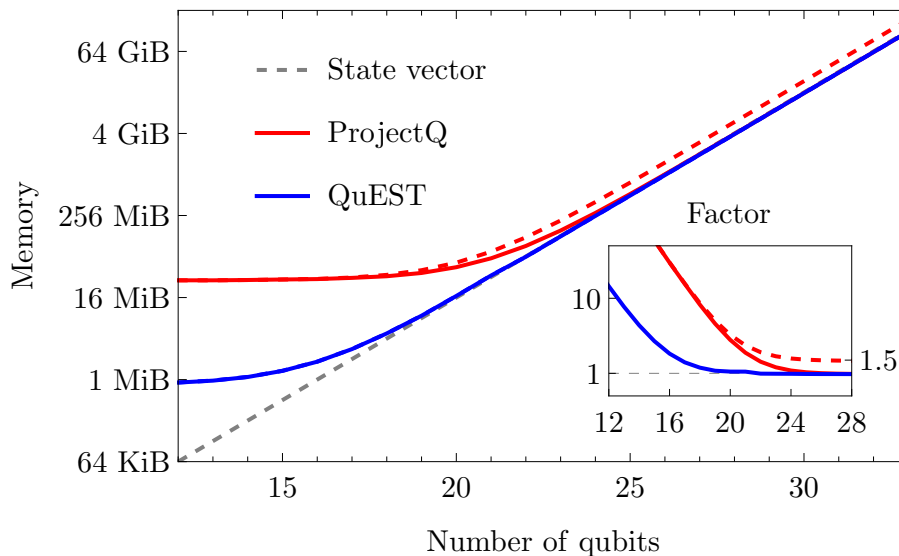 64 GiB
4 GiB
256 MiB
16 MiB
1 MiB
64 KiB
Memory
State vector
ProjectQ
QuEST
Factor
10
1
1.5
12
16
20
24
28
15
20
25
30
Number of qubits